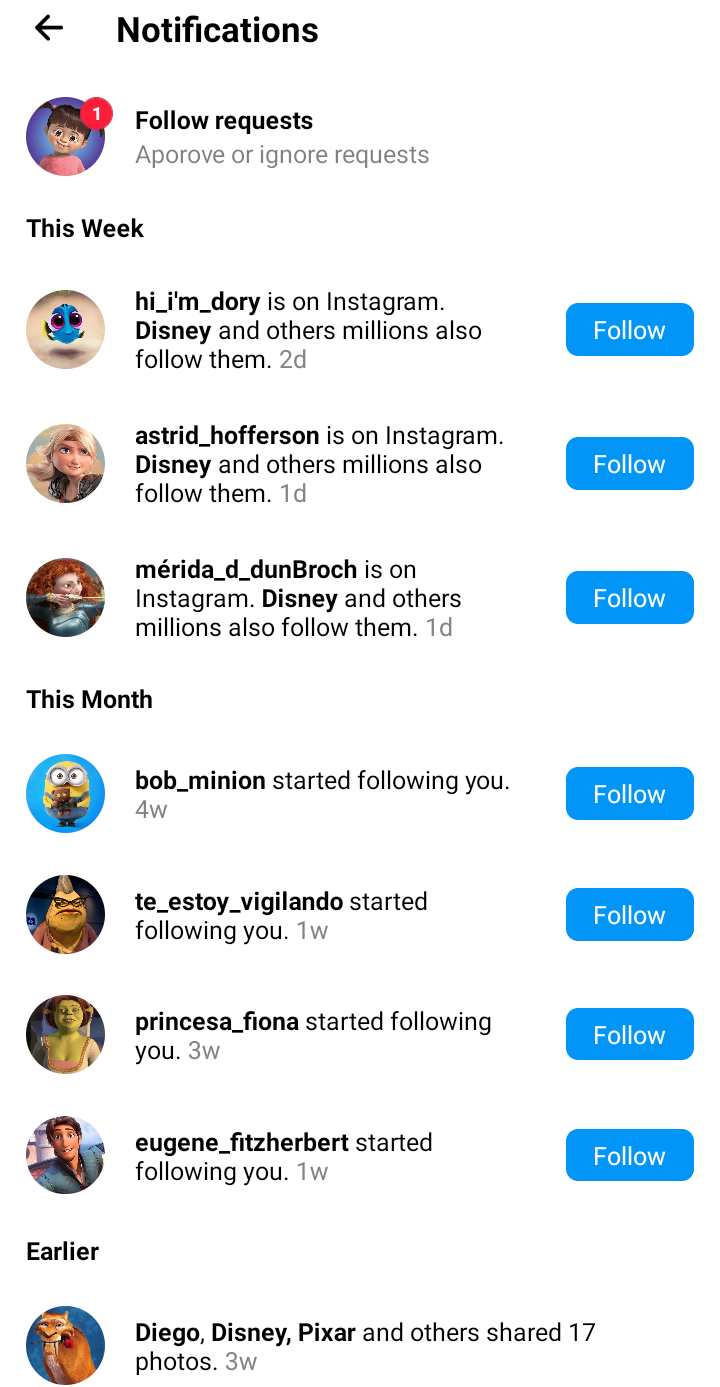 Notifications
1
Follow requests
Aporove or ignore requests
This Week
hi_i'm_dory is on Instagram.
Disney and others millions also
follow them. 2d
Follow
astrid_hofferson is on Instagram.
Disney and others millions also
follow them. 1d
Follow
mérida_d_dunBroch is on
Instagram. Disney and others
millions also follow them. 1d
Follow
This Month
bob_minion started following you.
4w
Follow
te_estoy_vigilando started
following you. 1w
Follow
princesa_fiona started following
you. 3w
Follow
eugene_fitzherbert started
following you. 1w
Follow
Earlier
Diego, Disney, Pixar and others shared 17
photos. 3w